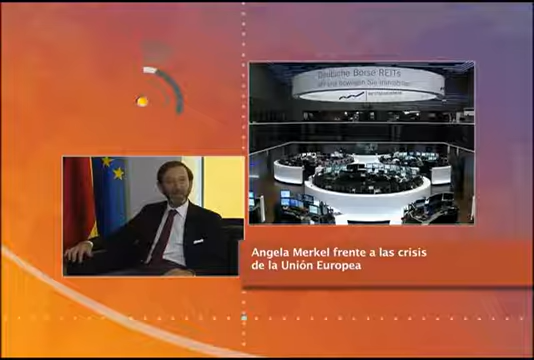 Deutsche Börse REITs
Angela Merkel frente a las crisis
de la Unión Europea